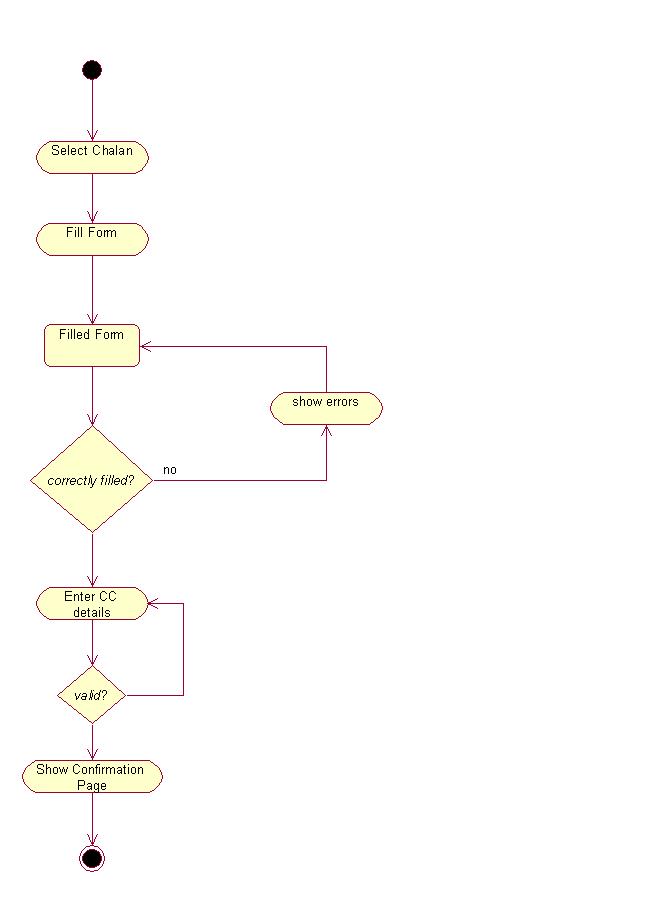 Select Chalan
Fill Form
Filled Form
show errors
no
correctly filled?
Enter CC
details
valid?
Show Confirmation
Page